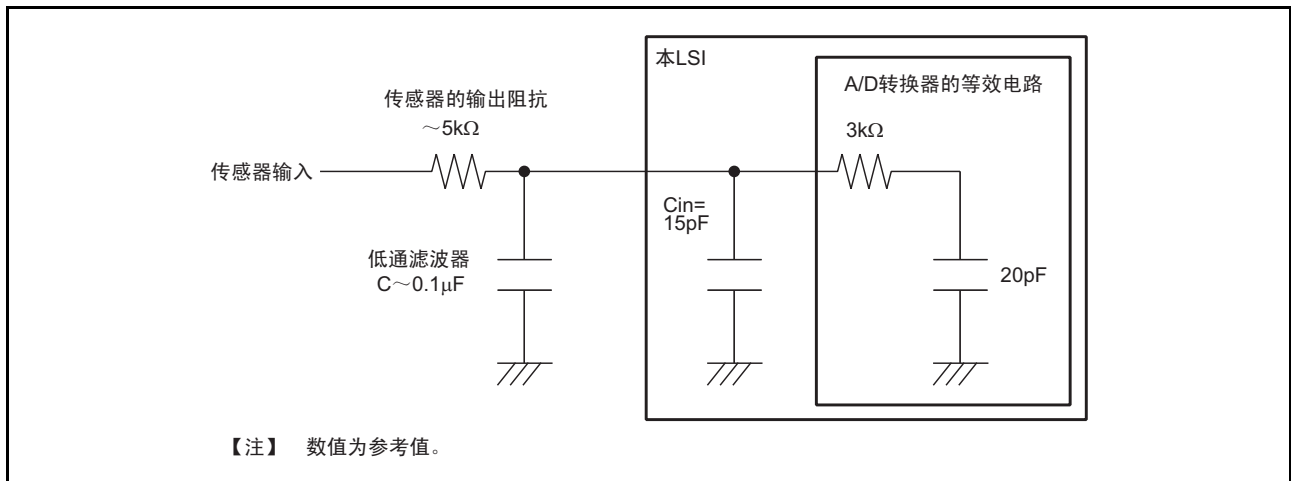 本LSI
A/D转换器的等效电路
传感器的输出阻抗
~5kΩ
3kΩ
传感器输入
Cin=
15pF
低通滤波器
C~0.1μF
20pF
【注】 数值为参考值。